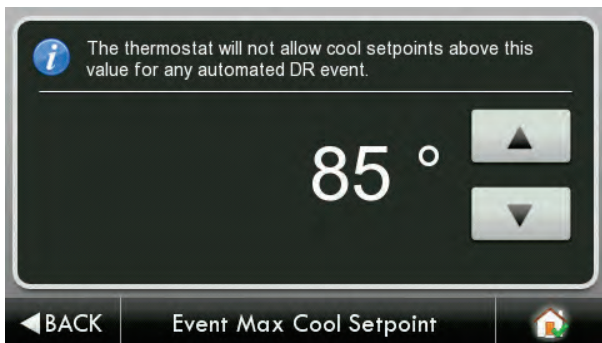 The thermostat will not allow cool setpoints above this
value for any automated DR event.
85 °
BACK
Event Max Cool Setpoint